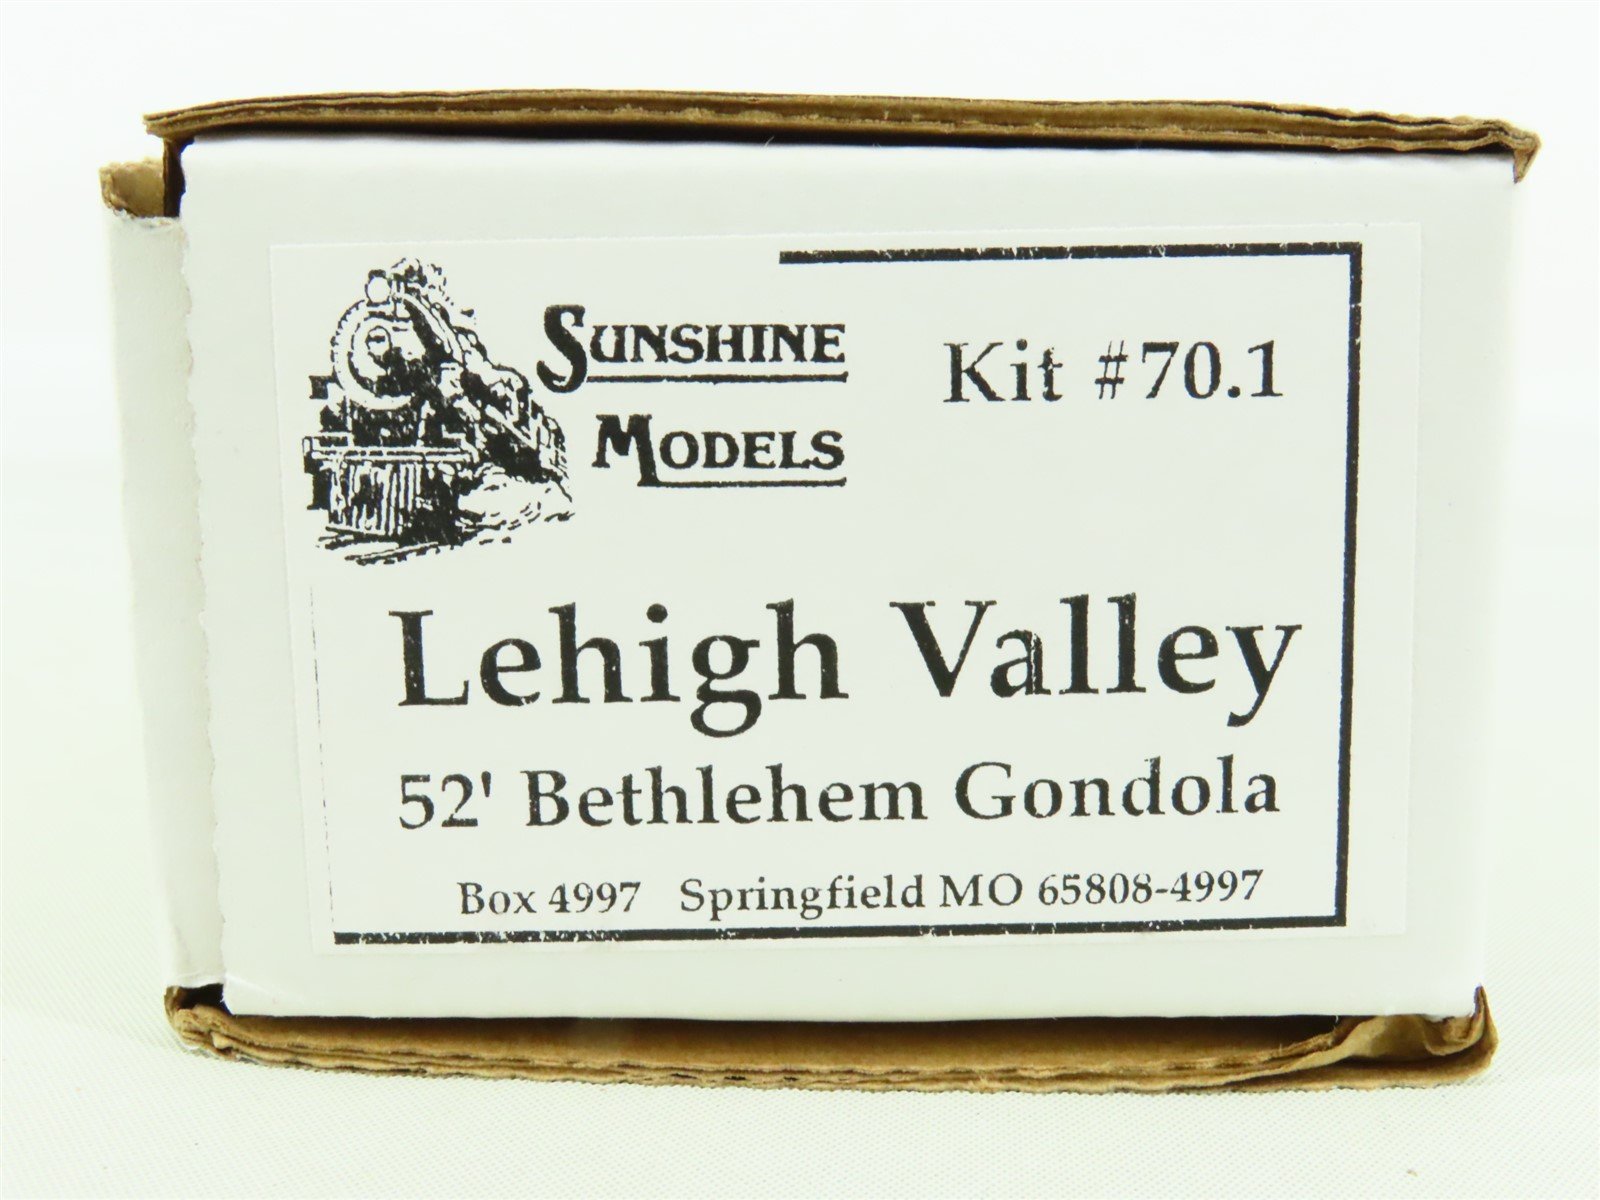 SUNSHINE
MODELS
Kit #70.1
Lehigh Valley
52' Bethlehem Gondola
Box 4997 Springfield MO 65808-4997